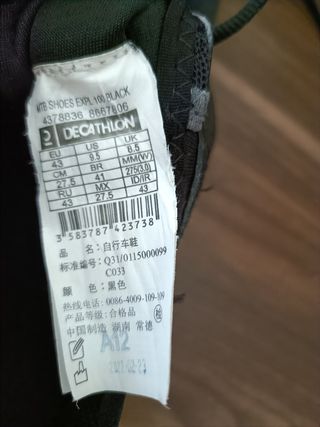 MTB SHOES EXPL 100 BLACK
4378836 8667806
DECATHLON
EU US UK
43 9.5 8.5
CM BR MM(W)
27.5 41 275(3.0)
RU MX ID/IR
43 27.5 43
3 583787 423738
品 名：自行车鞋
标准编号：Q31/0115000099
C033
颜 色：黑色
热线电话：0086-4009-109-109
产品等级：合格品
中国制造 湖南 常德
A12